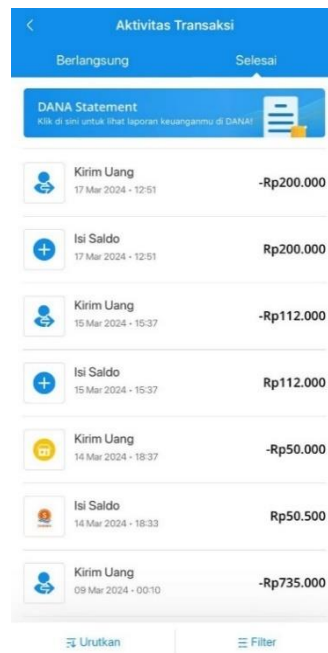 Aktivitas Transaksi
Berlangsung Selesai
DANA Statement
Klik di sini untuk lihat laporan keuanganmu di DANA!
Kirim Uang
17 Mar 2024 • 12:51
-Rp200.000
Isi Saldo
17 Mar 2024 • 12:51
Rp200.000
Kirim Uang
15 Mar 2024 • 15:37
-Rp112.000
Isi Saldo
15 Mar 2024 • 15:37
Rp112.000
Kirim Uang
14 Mar 2024 • 18:37
-Rp50.000
Isi Saldo
14 Mar 2024 • 18:33
Rp50.500
Kirim Uang
09 Mar 2024 • 00:10
-Rp735.000
Urutkan Filter